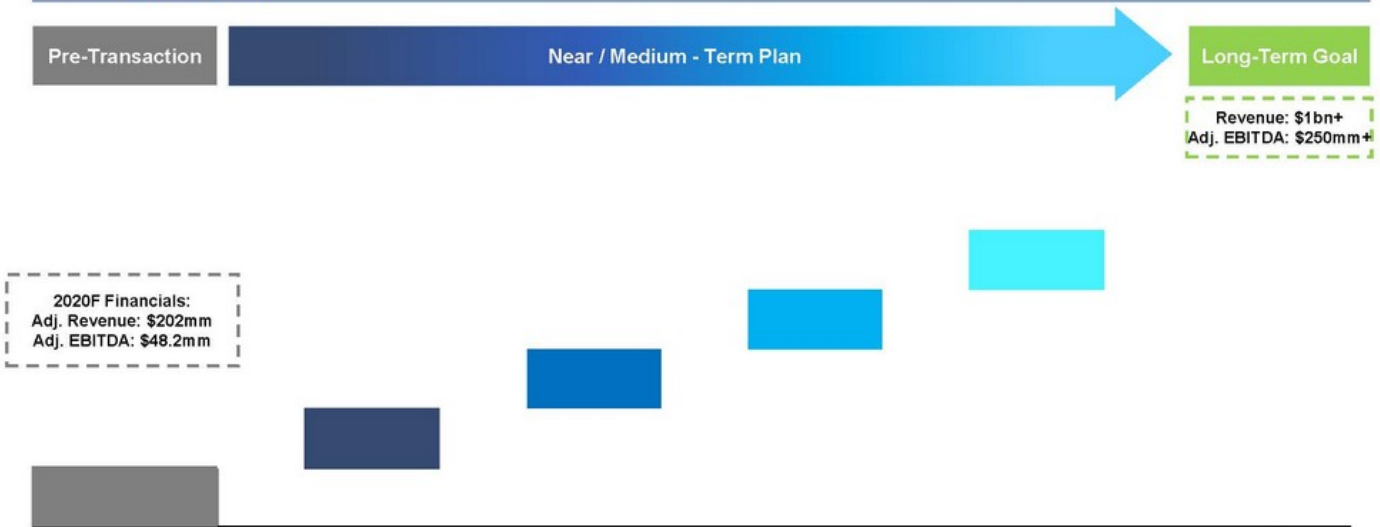 Pre-Transaction
Near / Medium - Term Plan
Long-Term Goal
Revenue: $1bn+
Adj. EBITDA: $250mm+
2020F Financials:
Adj. Revenue: $202mm
Adj. EBITDA: $48.2mm